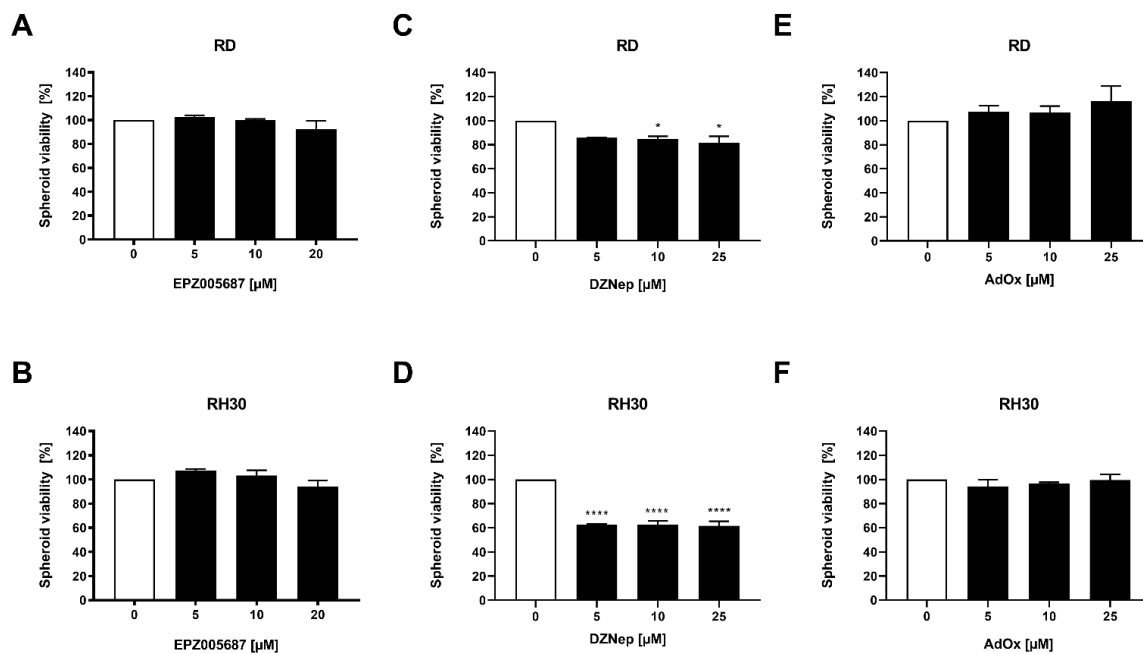 A
RD
Spheroid viability [%]
140
120
100
80
60
40
20
0
0 5 10 20
EPZ005687 [µM]
C
RD
Spheroid viability [%]
140
120
100
80
60
40
20
0
* *
0 5 10 25
DZNep [µM]
E
RD
Spheroid viability [%]
140
120
100
80
60
40
20
0
0 5 10 25
AdOx [µM]
B
RH30
Spheroid viability [%]
140
120
100
80
60
40
20
0
0 5 10 20
EPZ005687 [µM]
D
RH30
Spheroid viability [%]
140
120
100
80
60
40
20
0
**** **** ****
0 5 10 25
DZNep [µM]
F
RH30
Spheroid viability [%]
140
120
100
80
60
40
20
0
0 5 10 25
AdOx [µM]